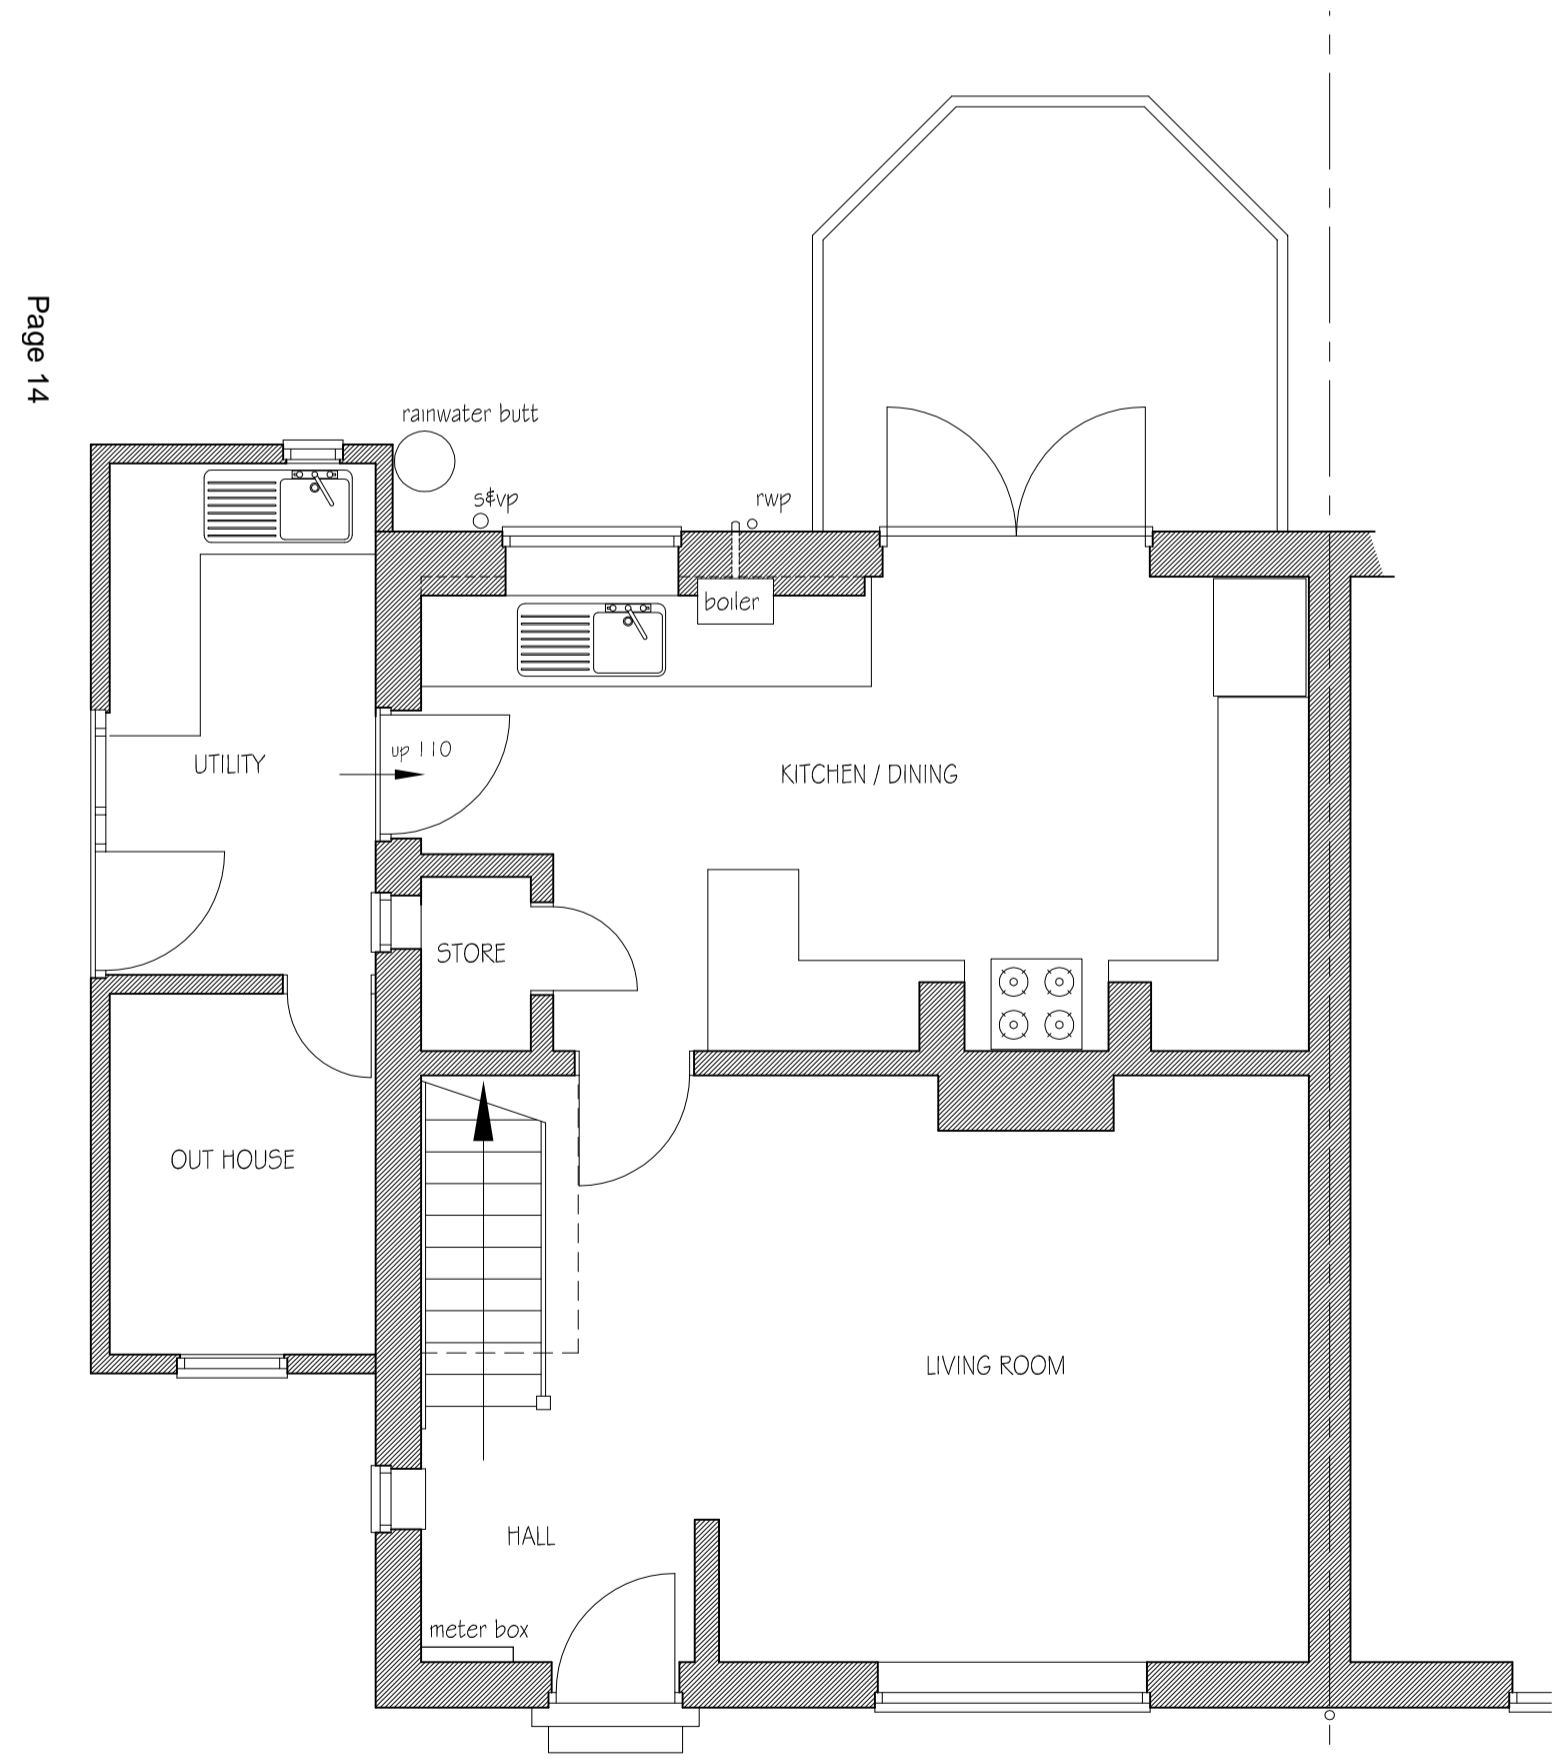 Page 14
rainwater butt
s&vp
rwp
boiler
up 110
UTILITY
KITCHEN / DINING
STORE
OUT HOUSE
LIVING ROOM
HALL
meter box